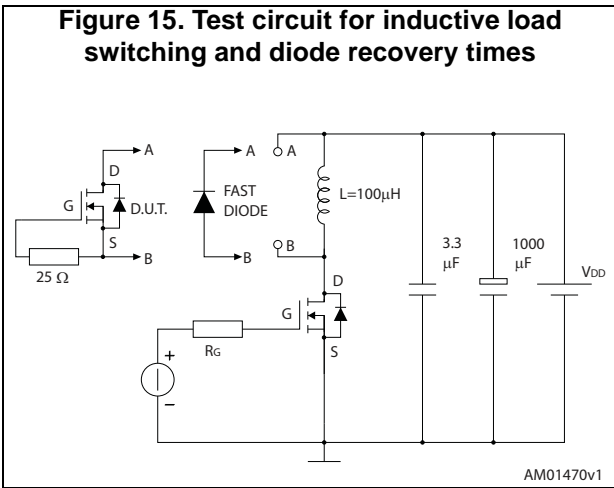 Figure 15. Test circuit for inductive load
switching and diode recovery times
A
D
G
D.U.T.
S
B
25 Ω
A
FAST
DIODE
B
A
L=100µH
B
D
G
S
RG
+
−
3.3
µF
1000
µF
VDD
AM01470v1